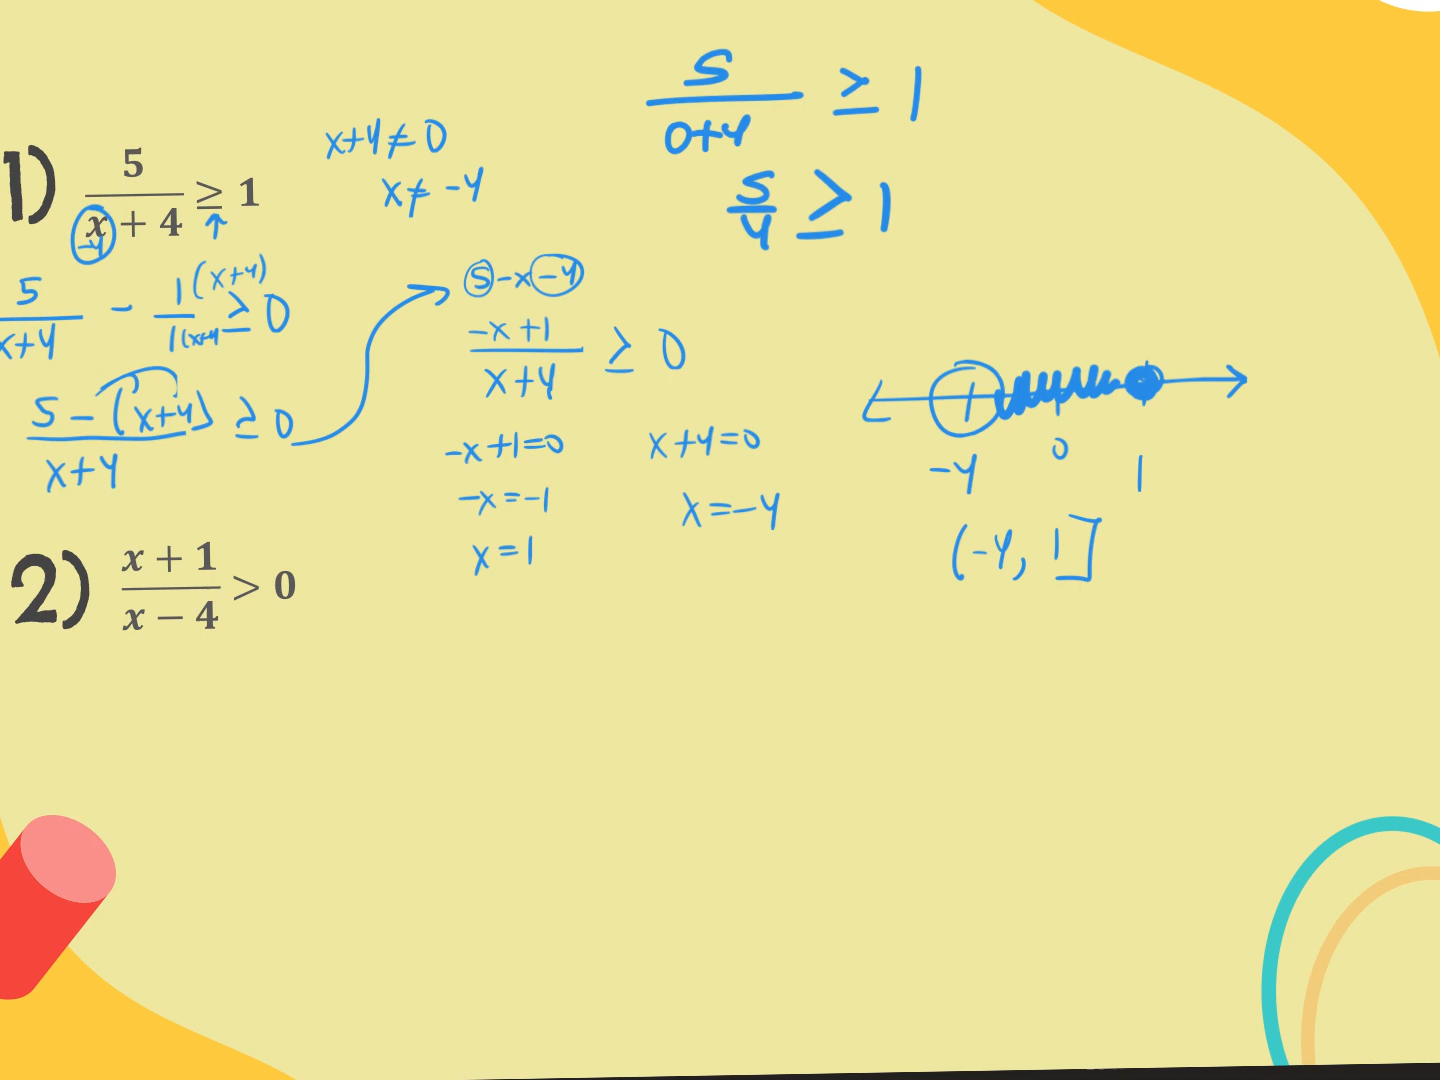 1) 5/(x + 4) ≥ 1
-4
↑
x+4 ≠ 0
x ≠ -4
5/(0+4) ≥ 1
5/4 ≥ 1
5/(x+4) - 1(x+4)/1(x+4) ≥ 0
(5-(x+4))/(x+4) ≥ 0
5-x-4
(-x+1)/(x+4) ≥ 0
-x+1=0
-x=-1
x=1
x+4=0
x=-4
-4 0 1
(-4, 1]
2) (x + 1)/(x − 4) > 0